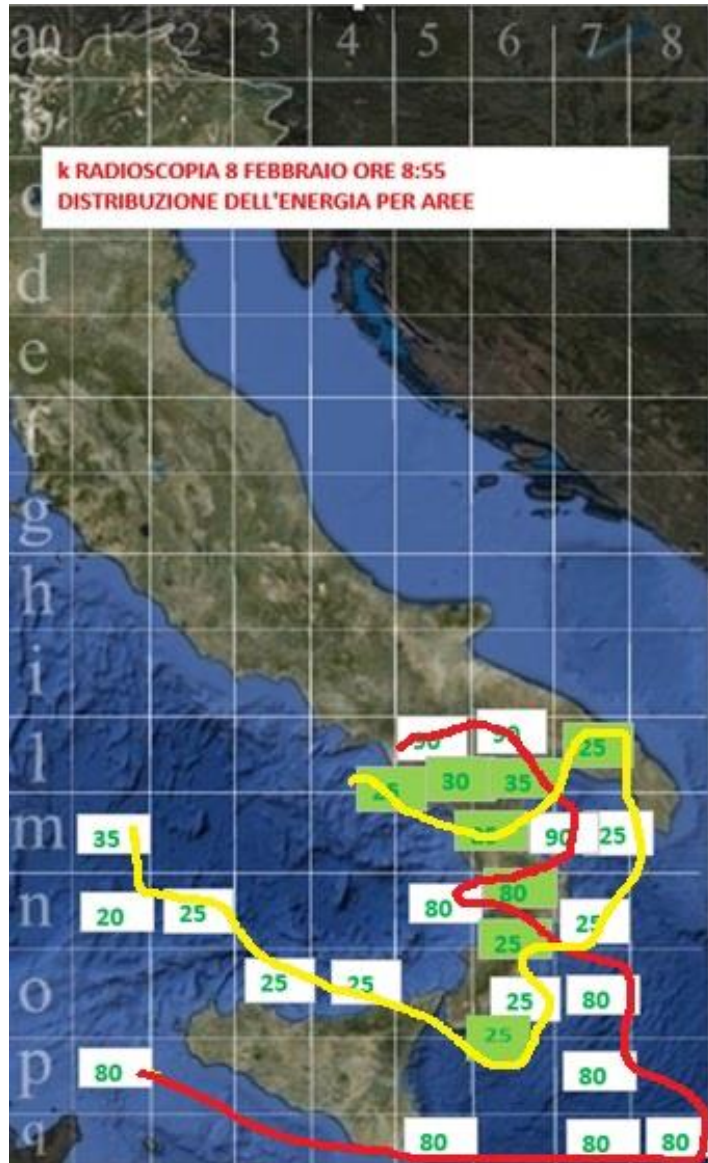 a0 1 2 3 4 5 6 7 8
b
k RADIOSCOPIA 8 FEBBRAIO ORE 8:55
DISTRIBUZIONE DELL'ENERGIA PER AREE
c
d
e
f
g
h
i
90 90 25
l
25 30 35
m 35 90 25
n 20 25 80 80 25
25
o 25 25 25 80
25
p 80 80
q 80 80 80